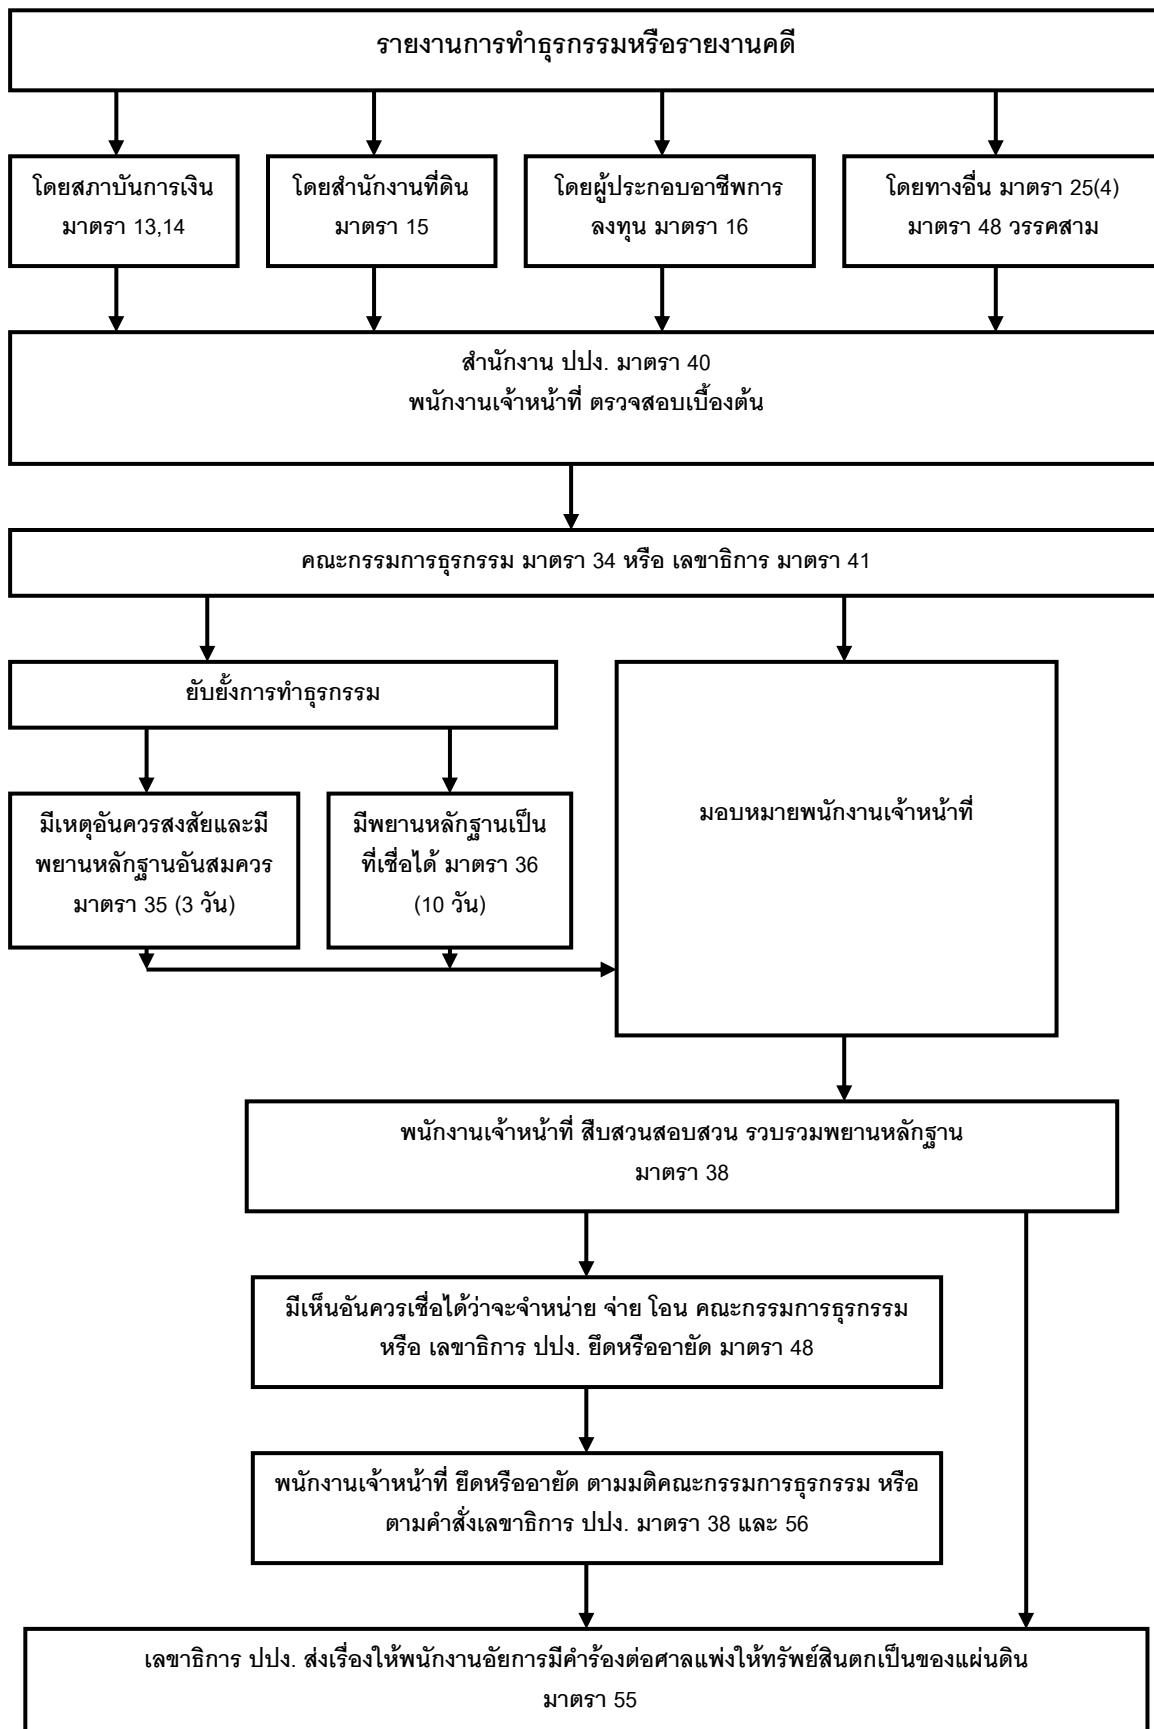 รายงานการทำธุรกรรมหรือรายงานคดี
โดยสภาบันการเงิน
มาตรา 13,14
โดยสำนักงานที่ดิน
มาตรา 15
โดยผู้ประกอบอาชีพการ
ลงทุน มาตรา 16
โดยทางอื่น มาตรา 25(4)
มาตรา 48 วรรคสาม
สำนักงาน ปปง. มาตรา 40
พนักงานเจ้าหน้าที่ ตรวจสอบเบื้องต้น
คณะกรรมการธุรกรรม มาตรา 34 หรือ เลขาธิการ มาตรา 41
ยับยั้งการทำธุรกรรม
มีเหตุอันควรสงสัยและมี
พยานหลักฐานอันสมควร
มาตรา 35 (3 วัน)
มีพยานหลักฐานเป็น
ที่เชื่อได้ มาตรา 36
(10 วัน)
มอบหมายพนักงานเจ้าหน้าที่
พนักงานเจ้าหน้าที่ สืบสวนสอบสวน รวบรวมพยานหลักฐาน
มาตรา 38
มีเห็นอันควรเชื่อได้ว่าจะจำหน่าย จ่าย โอน คณะกรรมการธุรกรรม
หรือ เลขาธิการ ปปง. ยึดหรืออายัด มาตรา 48
พนักงานเจ้าหน้าที่ ยึดหรืออายัด ตามมติคณะกรรมการธุรกรรม หรือ
ตามคำสั่งเลขาธิการ ปปง. มาตรา 38 และ 56
เลขาธิการ ปปง. ส่งเรื่องให้พนักงานอัยการมีคำร้องต่อศาลแพ่งให้ทรัพย์สินตกเป็นของแผ่นดิน
มาตรา 55